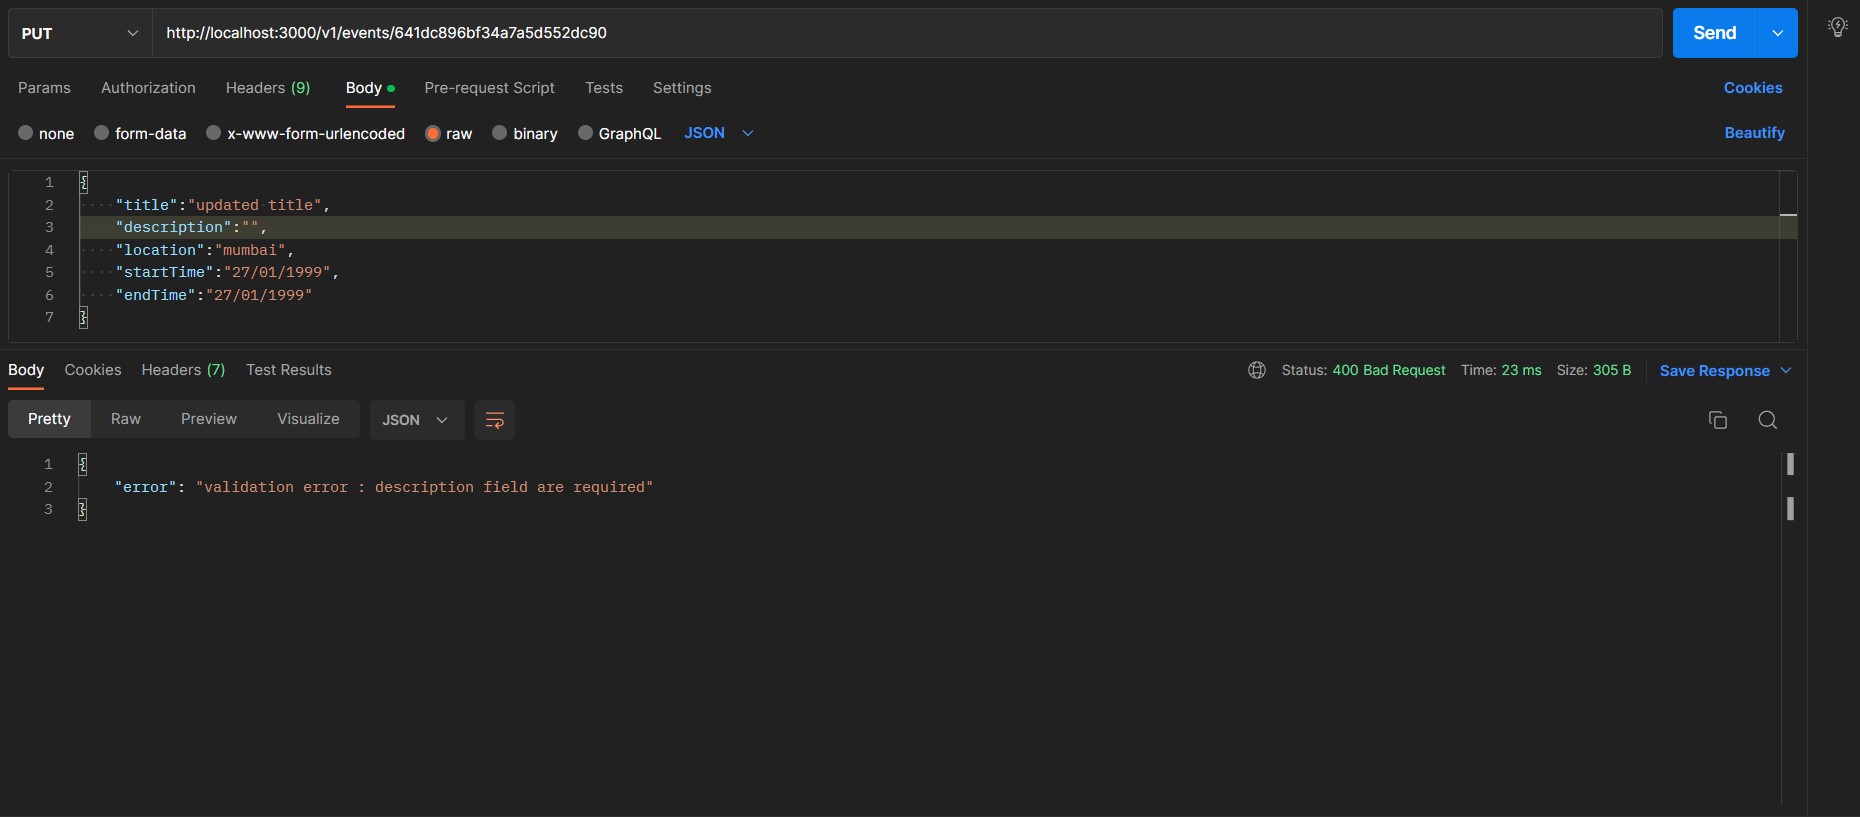 PUT http://localhost:3000/v1/events/641dc896bf34a7a5d552dc90 Send
Params Authorization Headers (9) Body Pre-request Script Tests Settings Cookies
none form-data x-www-form-urlencoded raw binary GraphQL JSON Beautify
1 {
2 "title":"updated title",
3 "description":"",
4 "location":"mumbai",
5 "startTime":"27/01/1999",
6 "endTime":"27/01/1999"
7 }
Body Cookies Headers (7) Test Results Status: 400 Bad Request Time: 23 ms Size: 305 B Save Response
Pretty Raw Preview Visualize JSON
1 {
2 "error": "validation error : description field are required"
3 }